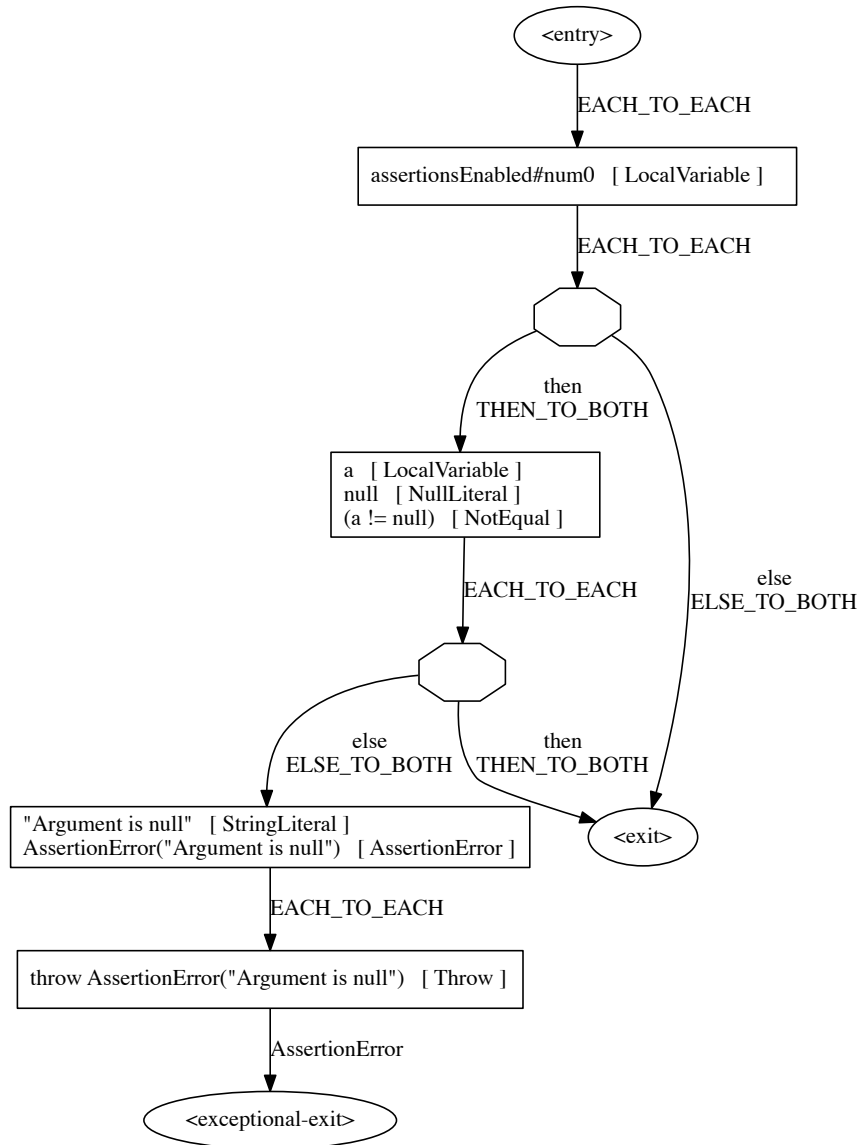 <entry>
EACH_TO_EACH
assertionsEnabled#num0   [ LocalVariable ]
EACH_TO_EACH
then
THEN_TO_BOTH
a   [ LocalVariable ]
null   [ NullLiteral ]
(a != null)   [ NotEqual ]
EACH_TO_EACH
else
ELSE_TO_BOTH
else
ELSE_TO_BOTH
then
THEN_TO_BOTH
"Argument is null"   [ StringLiteral ]
AssertionError("Argument is null")   [ AssertionError ]
<exit>
EACH_TO_EACH
throw AssertionError("Argument is null")   [ Throw ]
AssertionError
<exceptional-exit>